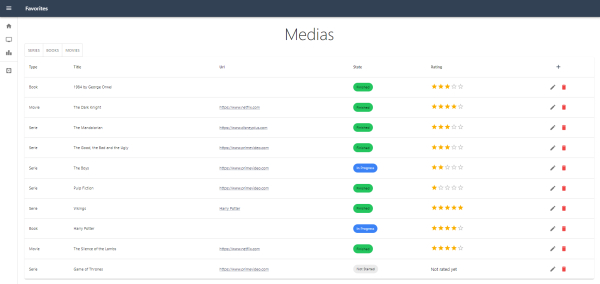 Favorites
Medias
SERIES BOOKS MOVIES
Type Title Url State Rating +
Book 1984 by George Orwel Finished
Movie The Dark Knight https://www.netflix.com Finished
Serie The Mandalorian https://www.disneyplus.com Finished
Serie The Good, the Bad and the Ugly https://www.primevideo.com Finished
Serie The Boys https://www.primevideo.com In Progress
Serie Pulp Fiction https://www.primevideo.com Finished
Serie Vikings Harry Potter Finished
Book Harry Potter https://www.primevideo.com In Progress
Movie The Silence of the Lambs https://www.netflix.com Finished
Serie Game of Thrones https://www.primevideo.com Not Started Not rated yet